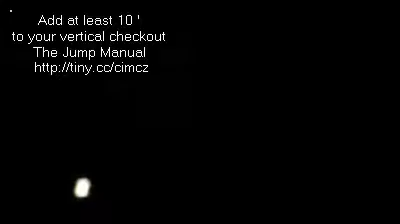 Add at least 10 '
to your vertical checkout
The Jump Manual
http://tiny.cc/cimcz